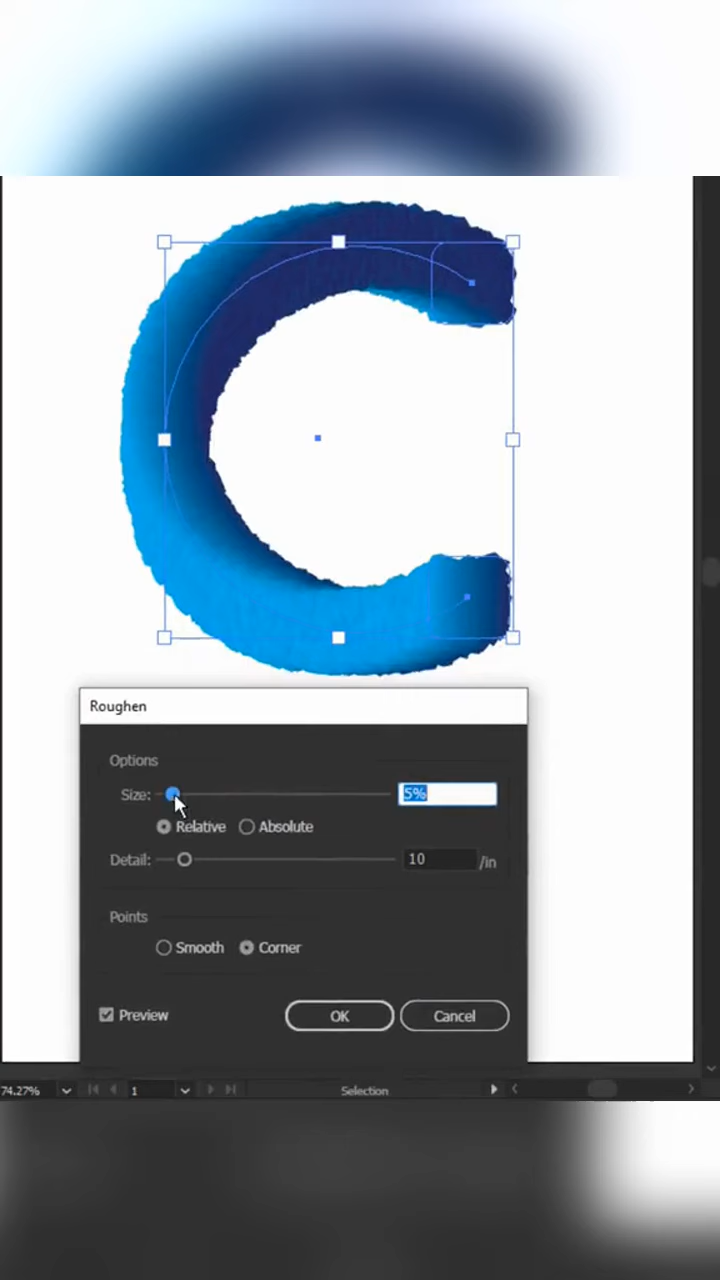 Roughen
Options
Size: 5%
Relative Absolute
Detail: 10 /in
Points
Smooth Corner
Preview OK Cancel
74.27% 1 Selection